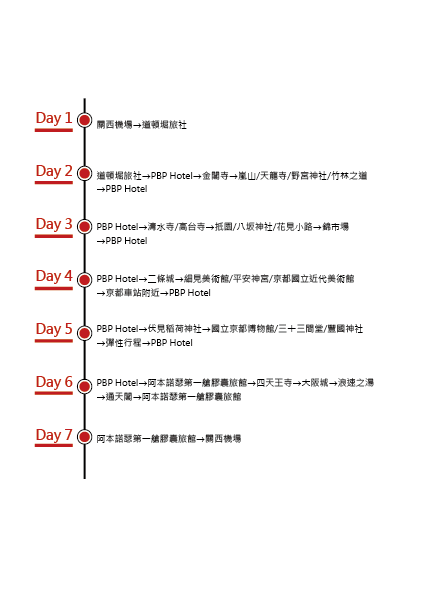 Day 1
關西機場→道頓堀旅社
Day 2
道頓堀旅社→PBP Hotel→金閣寺→嵐山/天龍寺/野宮神社/竹林之道
→PBP Hotel
Day 3
PBP Hotel→清水寺/高台寺→祇園/八坂神社/花見小路→錦市場
→PBP Hotel
Day 4
PBP Hotel→二條城→細見美術館/平安神宮/京都國立近代美術館
→京都車站附近→PBP Hotel
Day 5
PBP Hotel→伏見稻荷神社→國立京都博物館/三十三間堂/豐國神社
→彈性行程→PBP Hotel
Day 6
PBP Hotel→阿本諾瑟第一艙膠囊旅館→四天王寺→大阪城→浪速之湯
→通天閣→阿本諾瑟第一艙膠囊旅館
Day 7
阿本諾瑟第一艙膠囊旅館→關西機場